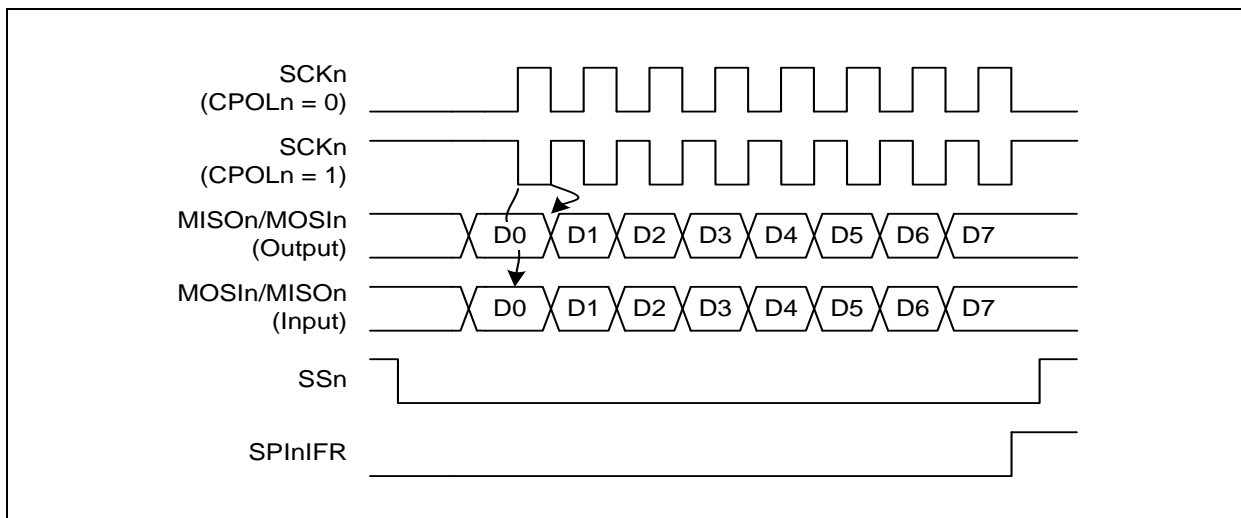 SCKn
(CPOLn = 0)
SCKn
(CPOLn = 1)
MISOn/MOSIn
(Output)
D0 D1 D2 D3 D4 D5 D6 D7
MOSIn/MISOn
(Input)
D0 D1 D2 D3 D4 D5 D6 D7
SSn
SPInIFR